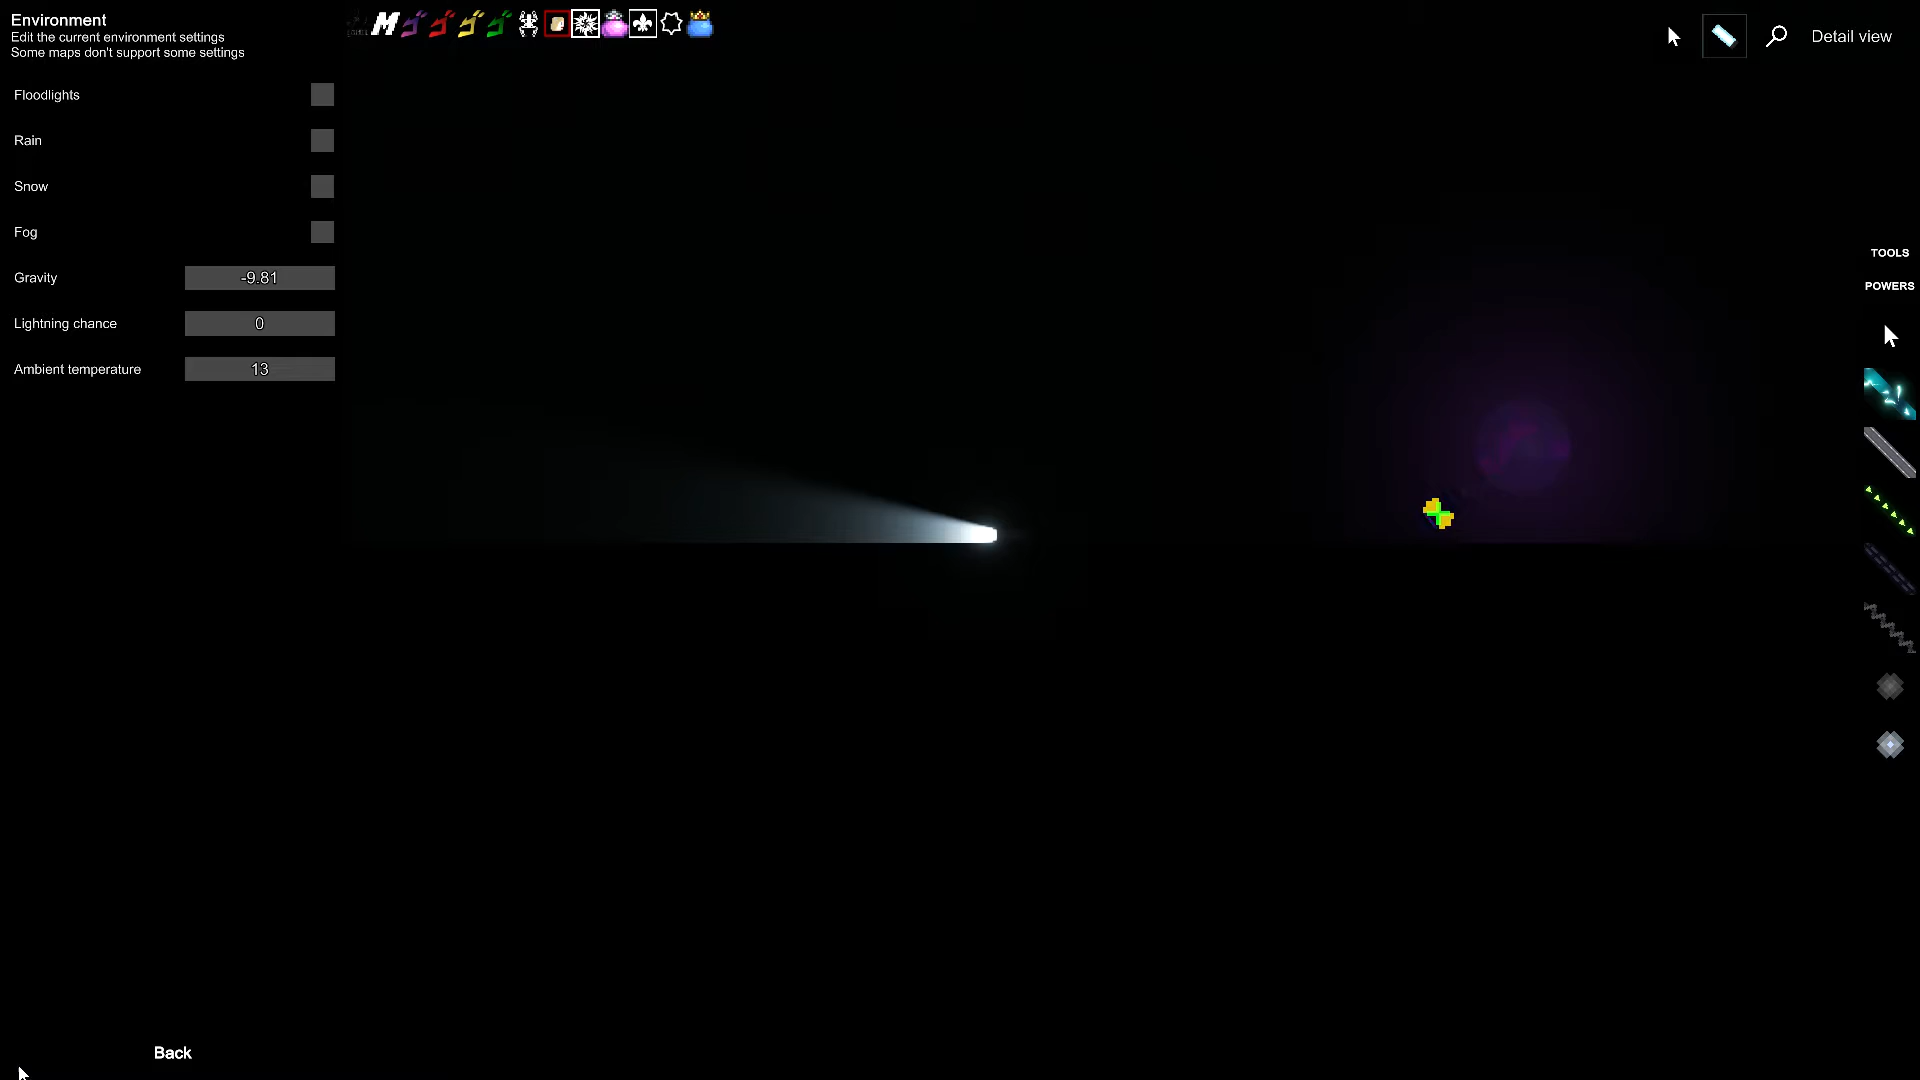 Environment
Edit the current environment settings
Some maps don't support some settings
Floodlights
Rain
Snow
Fog
Gravity
-9.81
Lightning chance
0
Ambient temperature
13
Back
Detail view
TOOLS
POWERS